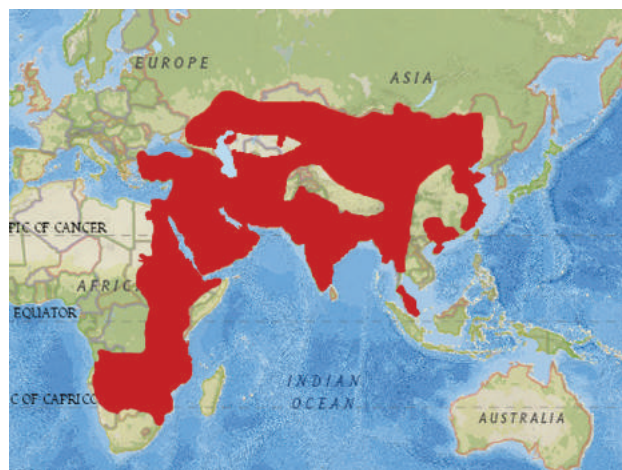 EUROPE
ASIA
PIC OF CANCER
AFRIC
EQUATOR
INDIAN
OCEAN
C OF CAPRICO
AUSTRALIA